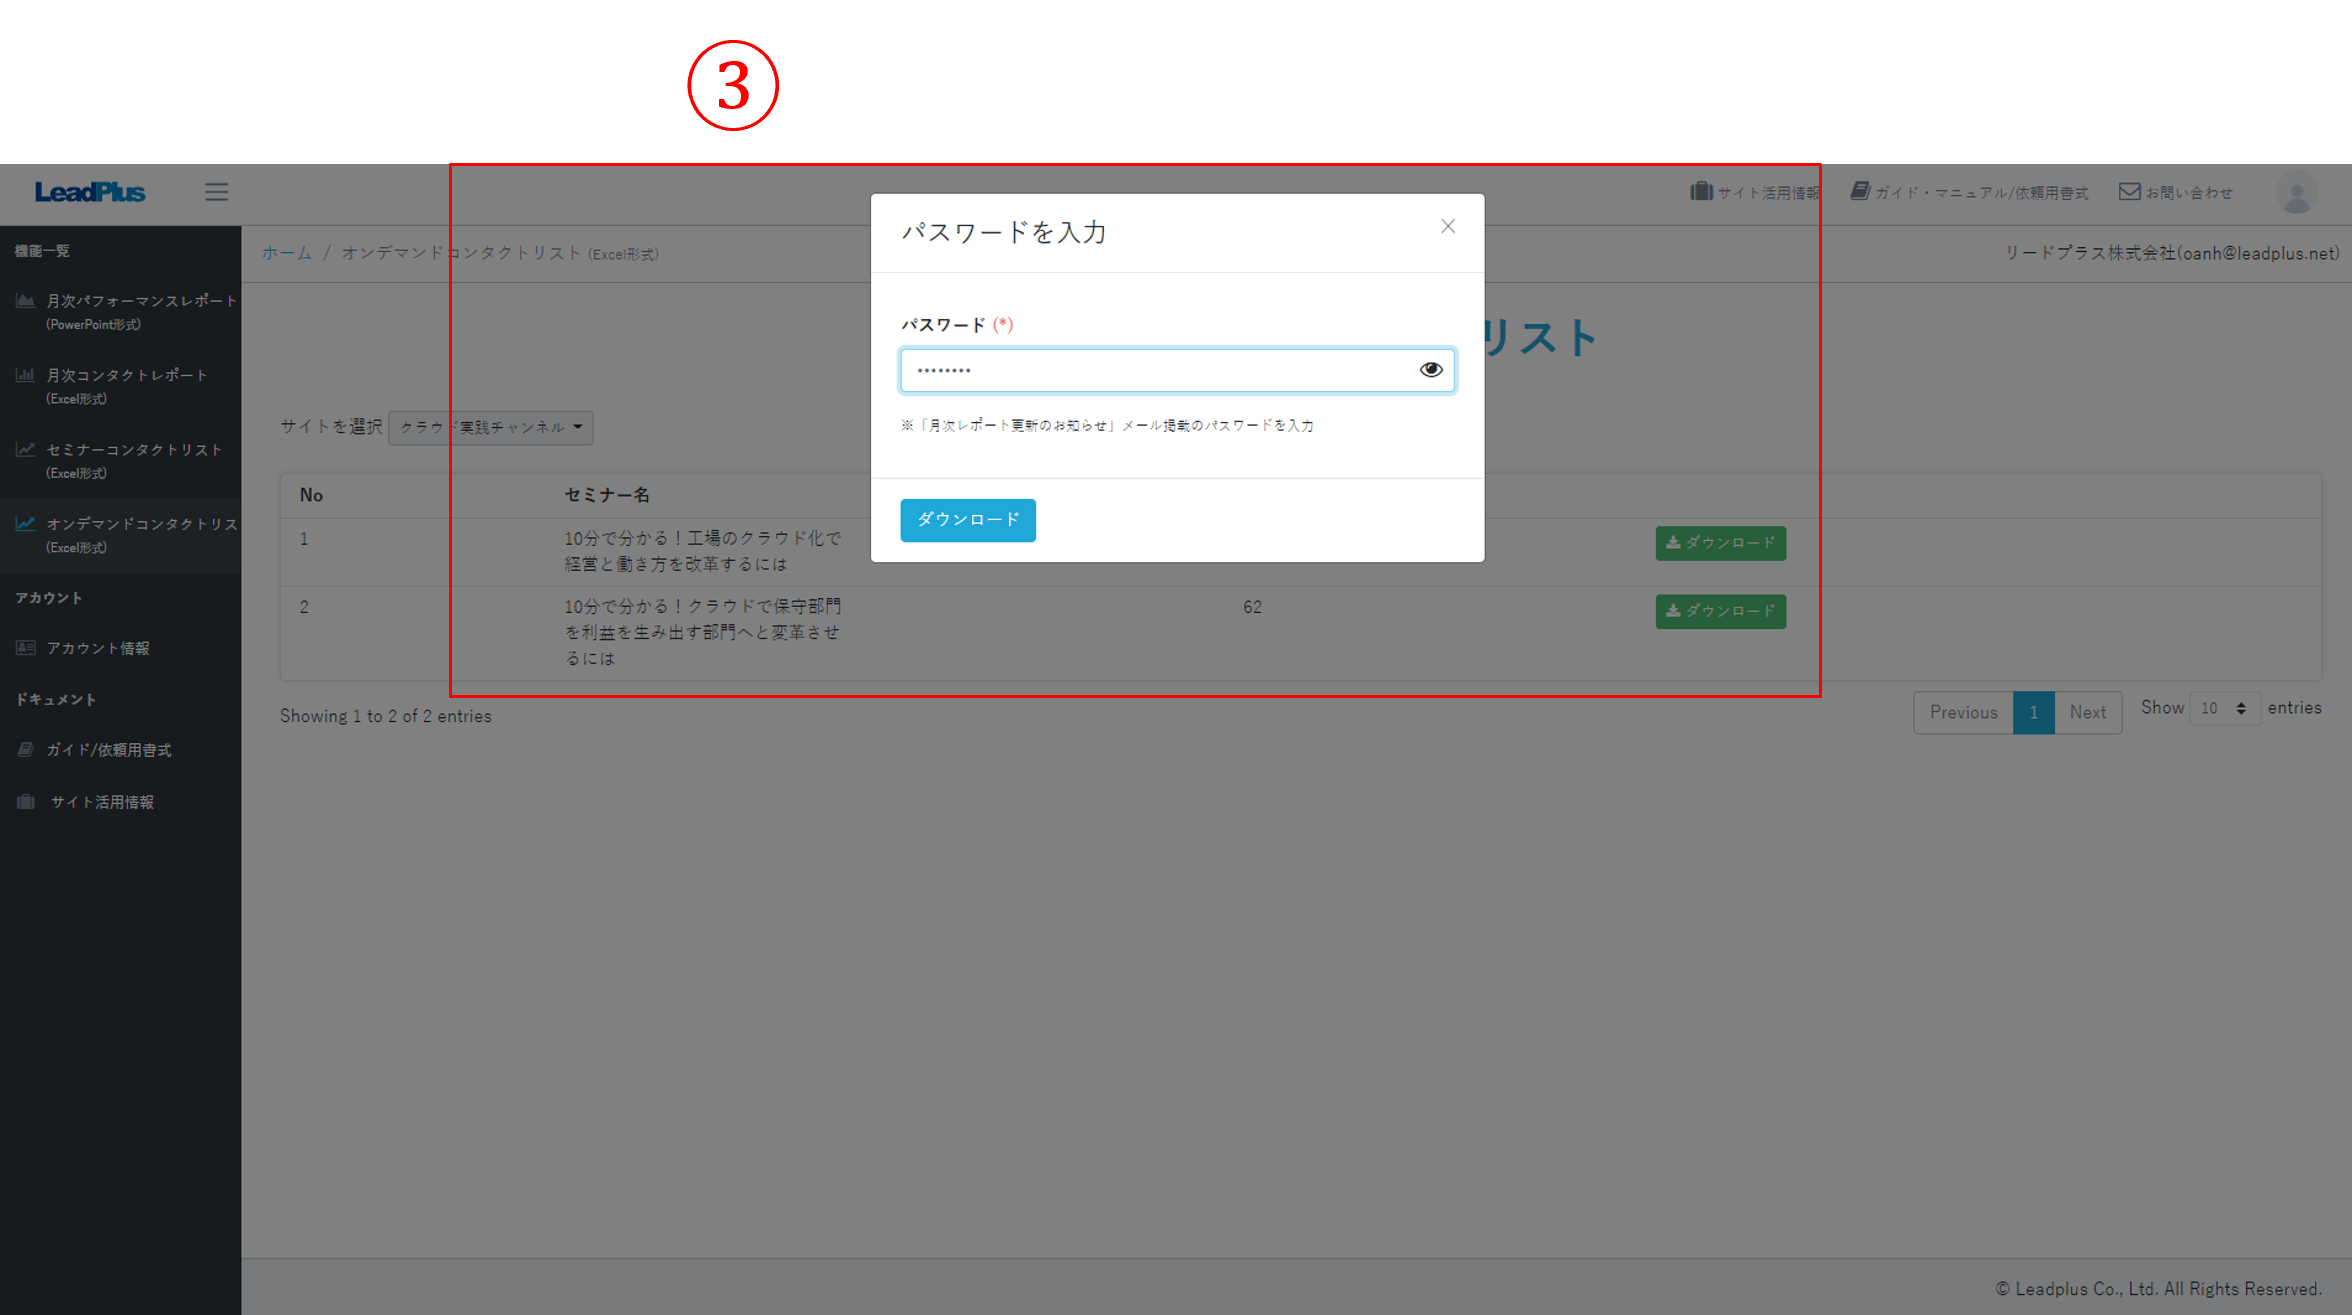 ③
LeadPlus
サイト活用情報
ガイド・マニュアル/依頼用書式
お問い合わせ
機能一覧
月次パフォーマンスレポート
(PowerPoint形式)
月次コンタクトレポート
(Excel形式)
セミナーコンタクトリスト
(Excel形式)
オンデマンドコンタクトリス
(Excel形式)
アカウント
アカウント情報
ドキュメント
ガイド/依頼用書式
サイト活用情報
ホーム / オンデマンドコンタクトリスト (Excel形式)
リードプラス株式会社(oanh@leadplus.net)
リスト
パスワードを入力
×
パスワード (*)
••••••••
※「月次レポート更新のお知らせ」メール掲載のパスワードを入力
ダウンロード
サイトを選択 クラウド実践チャンネル
No セミナー名
1 10分で分かる！工場のクラウド化で
経営と働き方を改革するには
ダウンロード
2 10分で分かる！クラウドで保守部門
を利益を生み出す部門へと変革させ
るには
62
ダウンロード
Showing 1 to 2 of 2 entries
Previous 1 Next
Show 10 entries
© Leadplus Co., Ltd. All Rights Reserved.